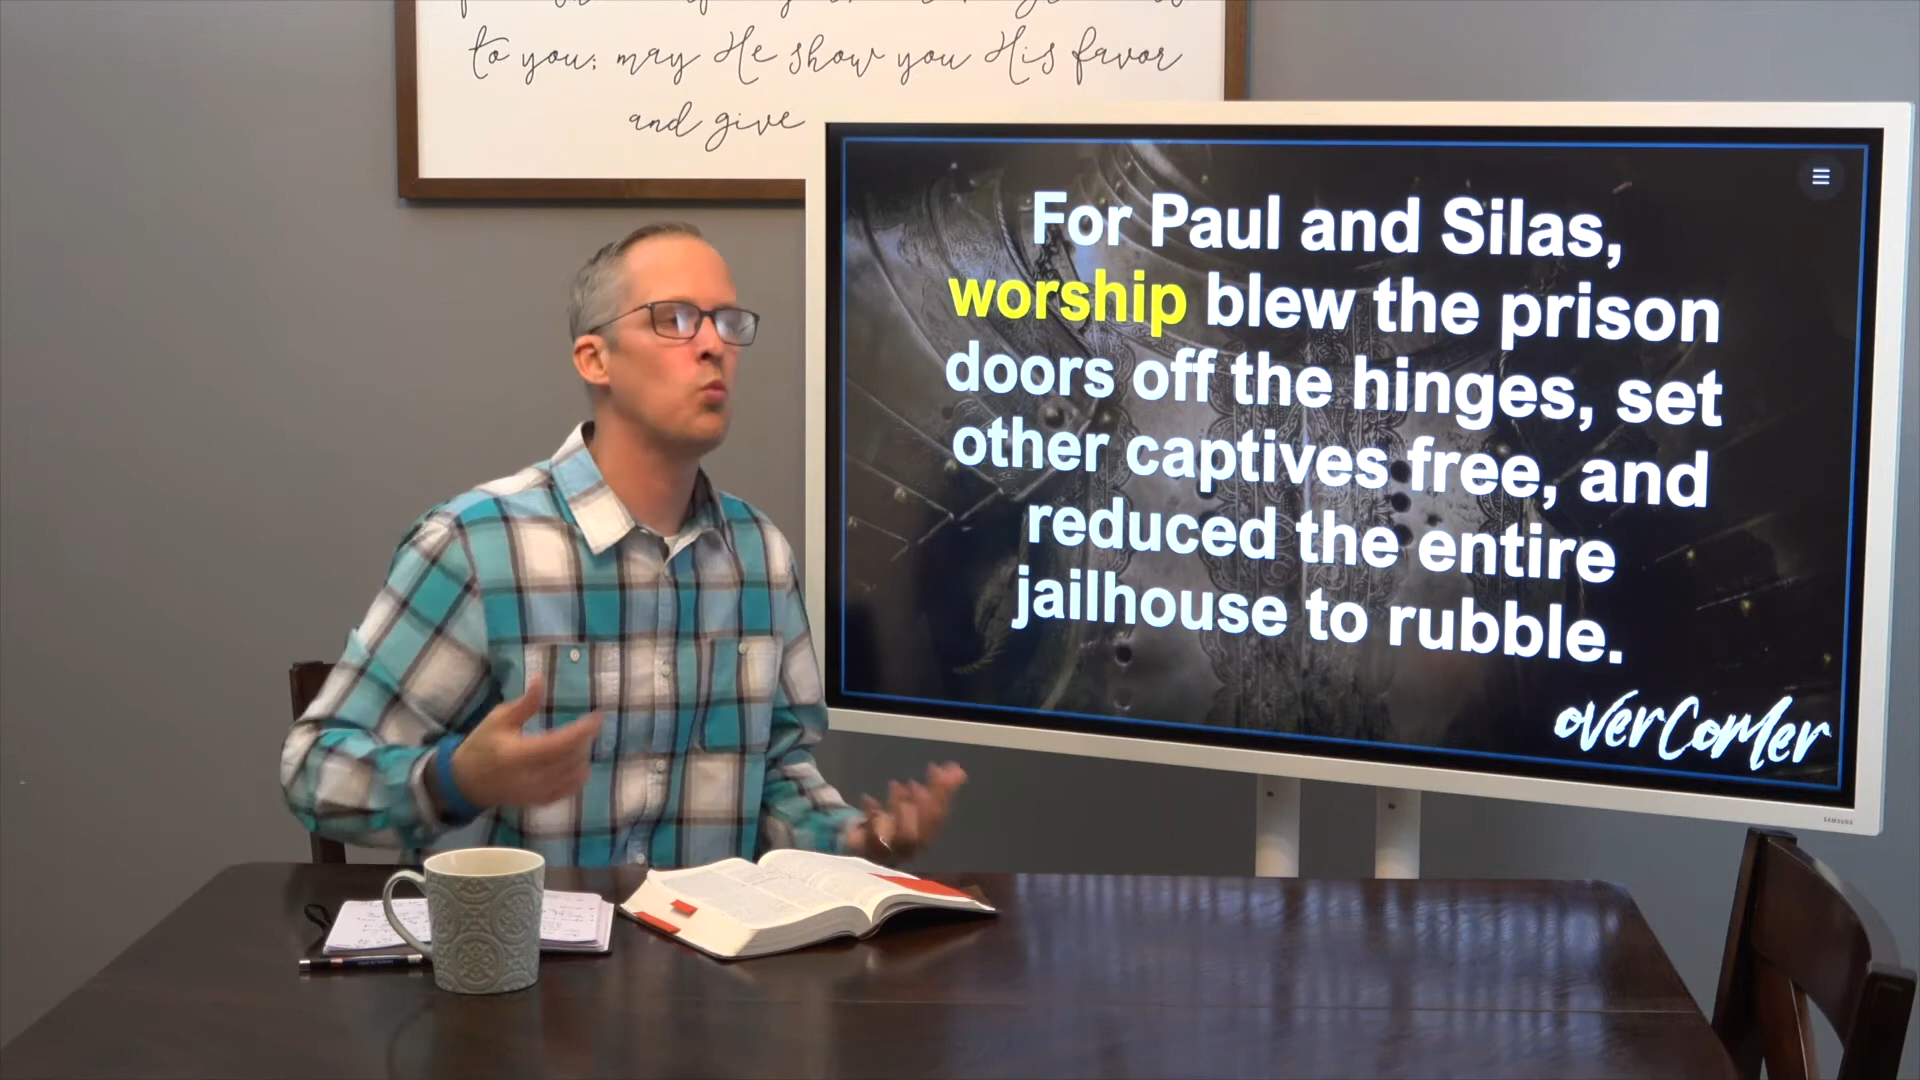 to you; may He show you His favor
and give
For Paul and Silas,
worship blew the prison
doors off the hinges, set
other captives free, and
reduced the entire
jailhouse to rubble.
overComer
SAMSUNG